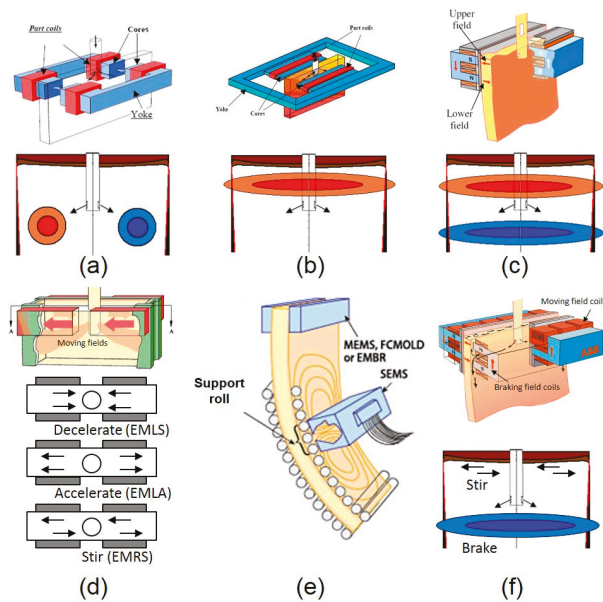 Part coils
Cores
Yoke
(a)
Part coils
Yoke
Cores
(b)
Upper
field
S
N
Lower
field
(c)
A
A
Moving fields
Decelerate (EMLS)
Accelerate (EMLA)
Stir (EMRS)
(d)
MEMS, FCMOLD
or EMBR
SEMS
Support
roll
(e)
Moving field coil
ABB
Braking field coils
Stir
Brake
(f)